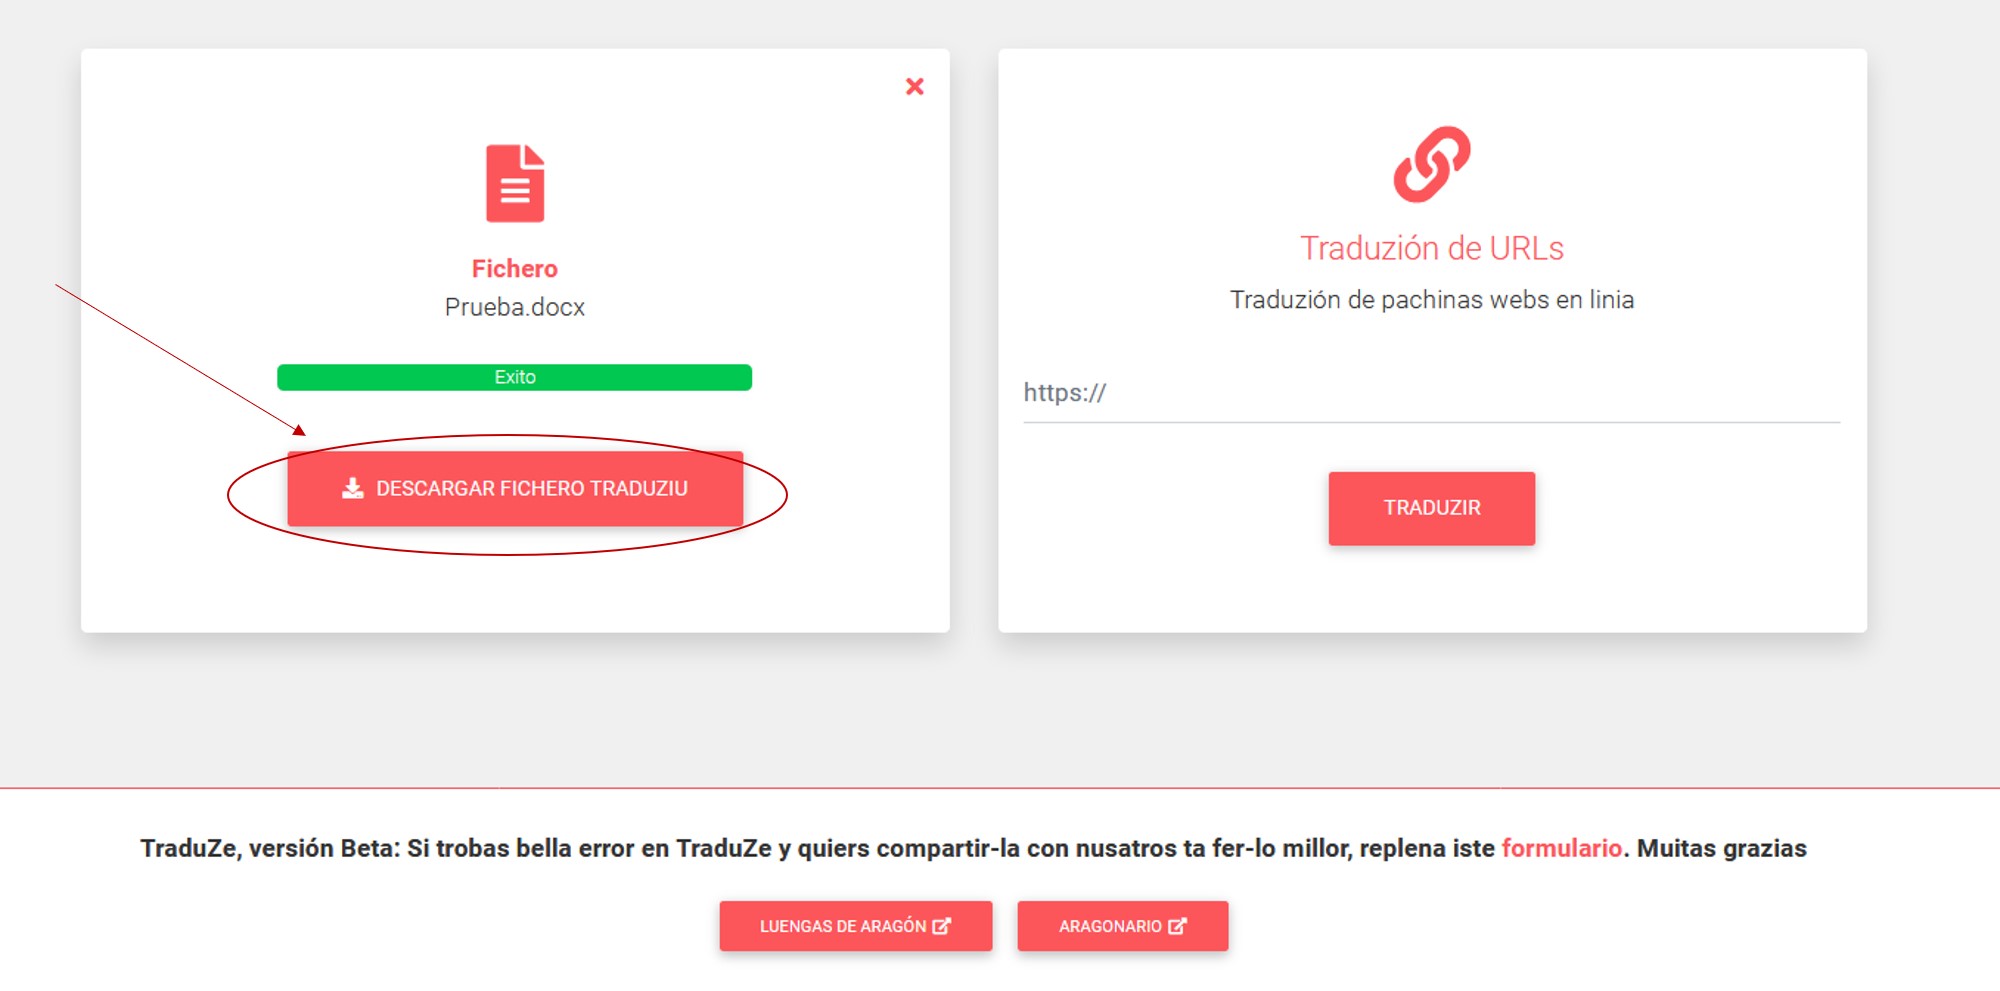 Fichero
Prueba.docx
Exito
DESCARGAR FICHERO TRADUZIU
Traduzión de URLs
Traduzión de pachinas webs en linia
https://
TRADUZIR
TraduZe, versión Beta: Si trobas bella error en TraduZe y quiers compartir-la con nusatros ta fer-lo millor, replena iste formulario. Muitas grazias
LUENGAS DE ARAGÓN
ARAGONARIO